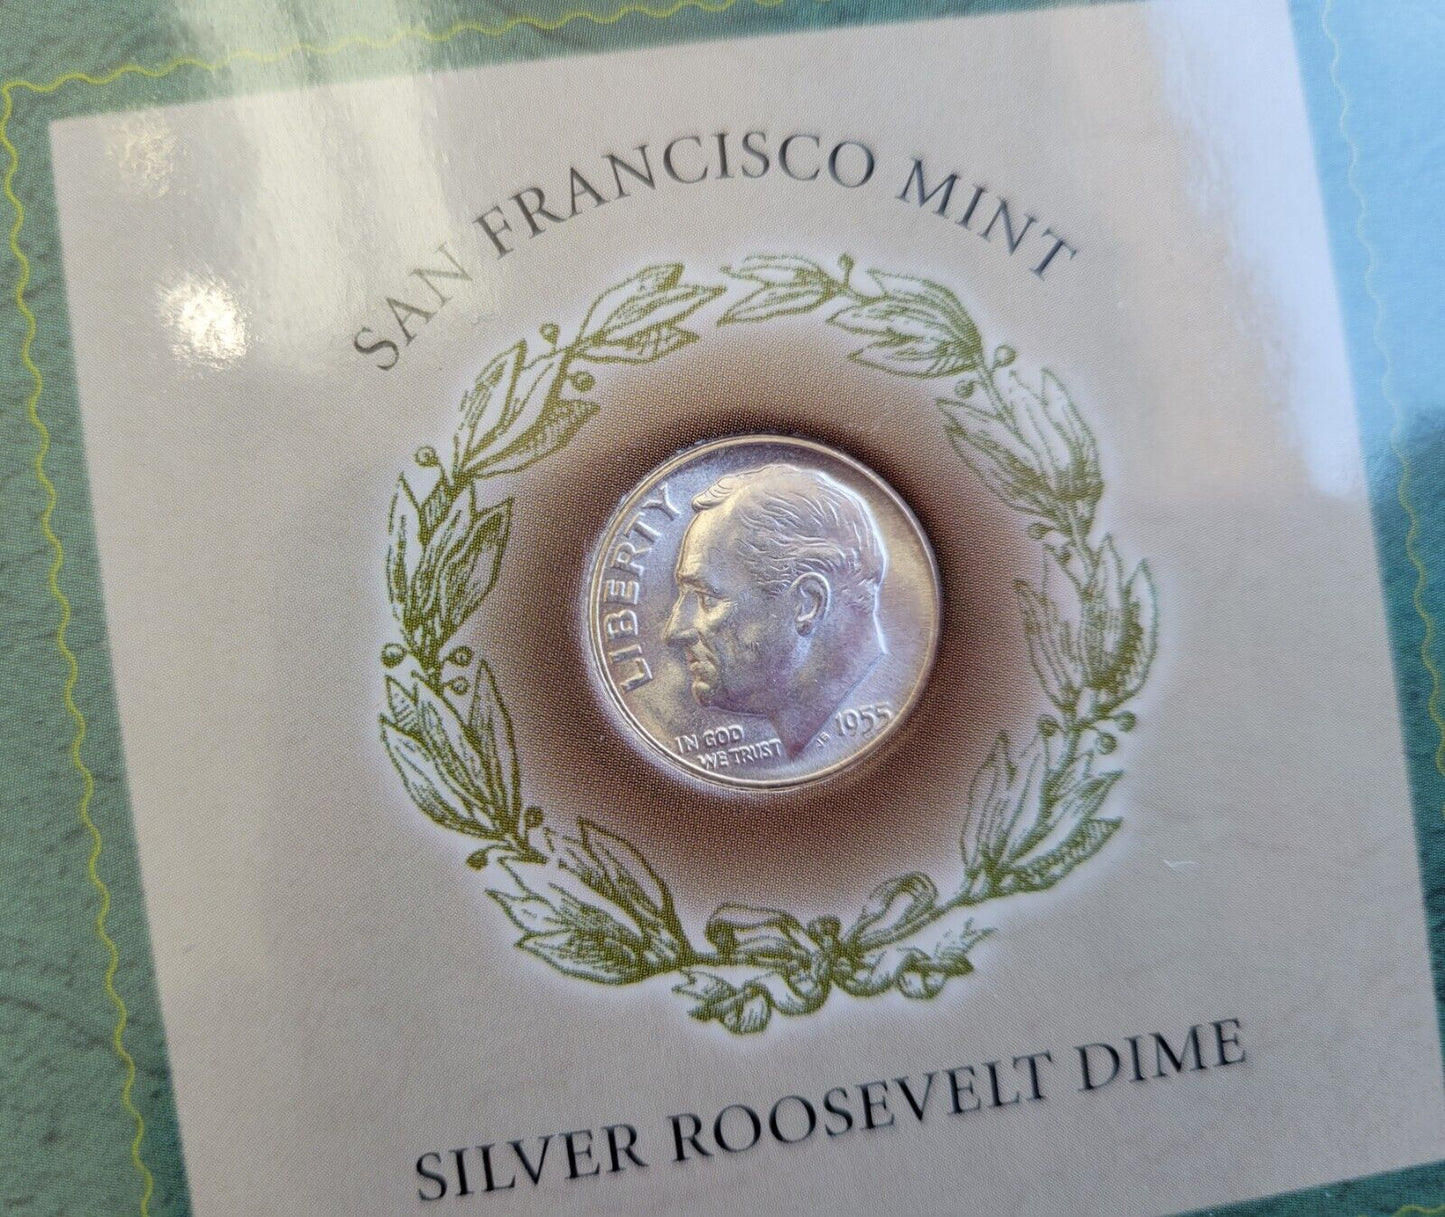 SAN FRANCISCO MINT
LIBERTY
IN GOD
WE TRUST
JS 1955
SILVER ROOSEVELT DIME